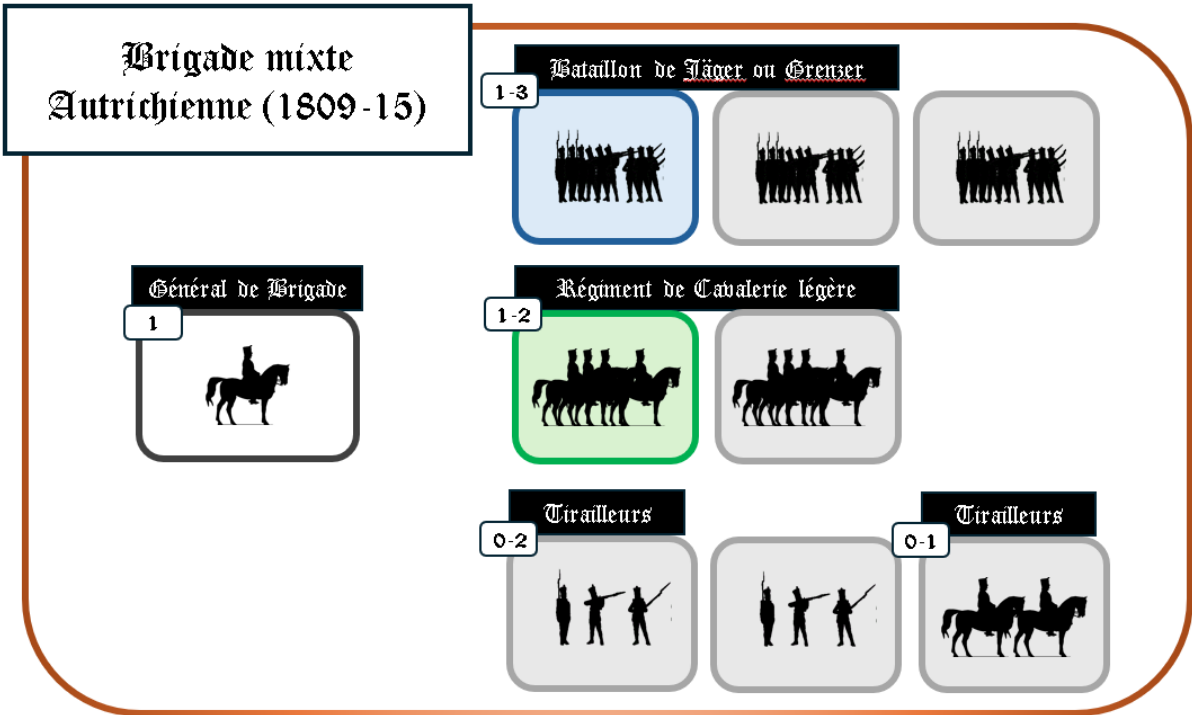 Brigade mixte
Autrichienne (1809-15)
Bataillon de Jäger ou Grenzer
1-3
Général de Brigade
1
Régiment de Cavalerie légère
1-2
Tirailleurs
0-2
Tirailleurs
0-1